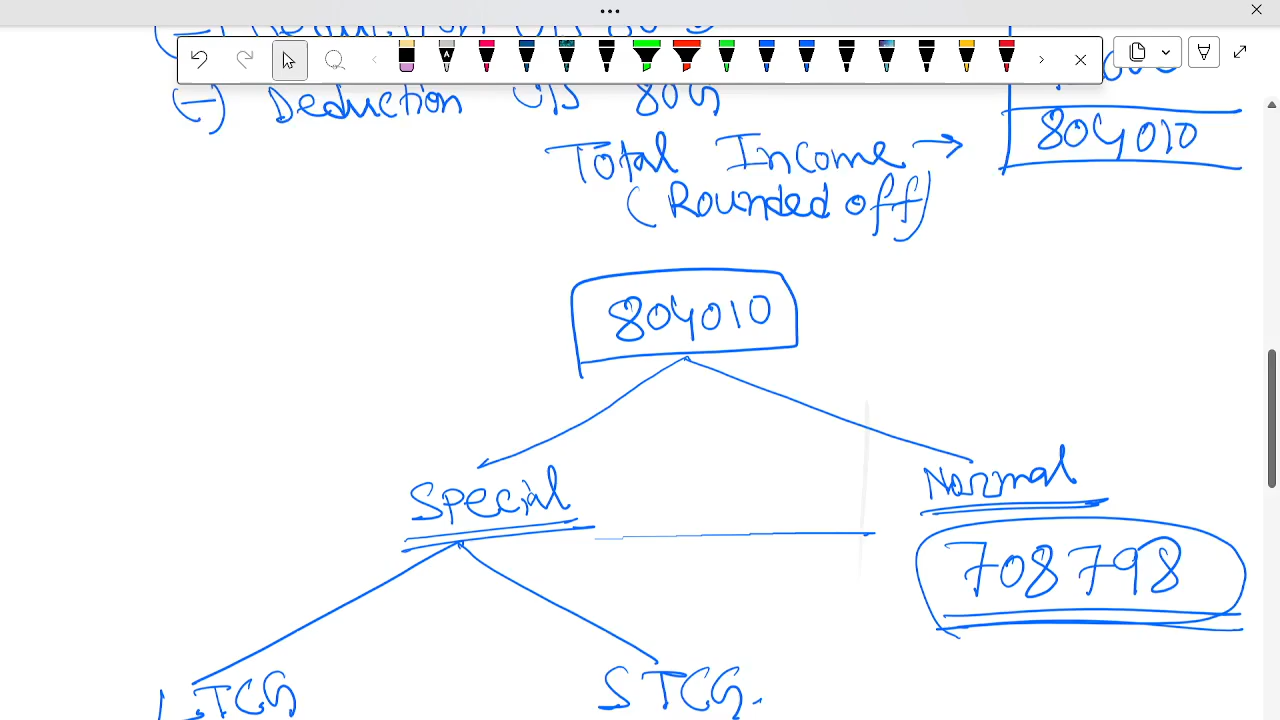 (-) Deduction U/S 80G
804010
Total Income →
(Rounded off)
804010
Special
Normal
708798
LTCG
STCG.